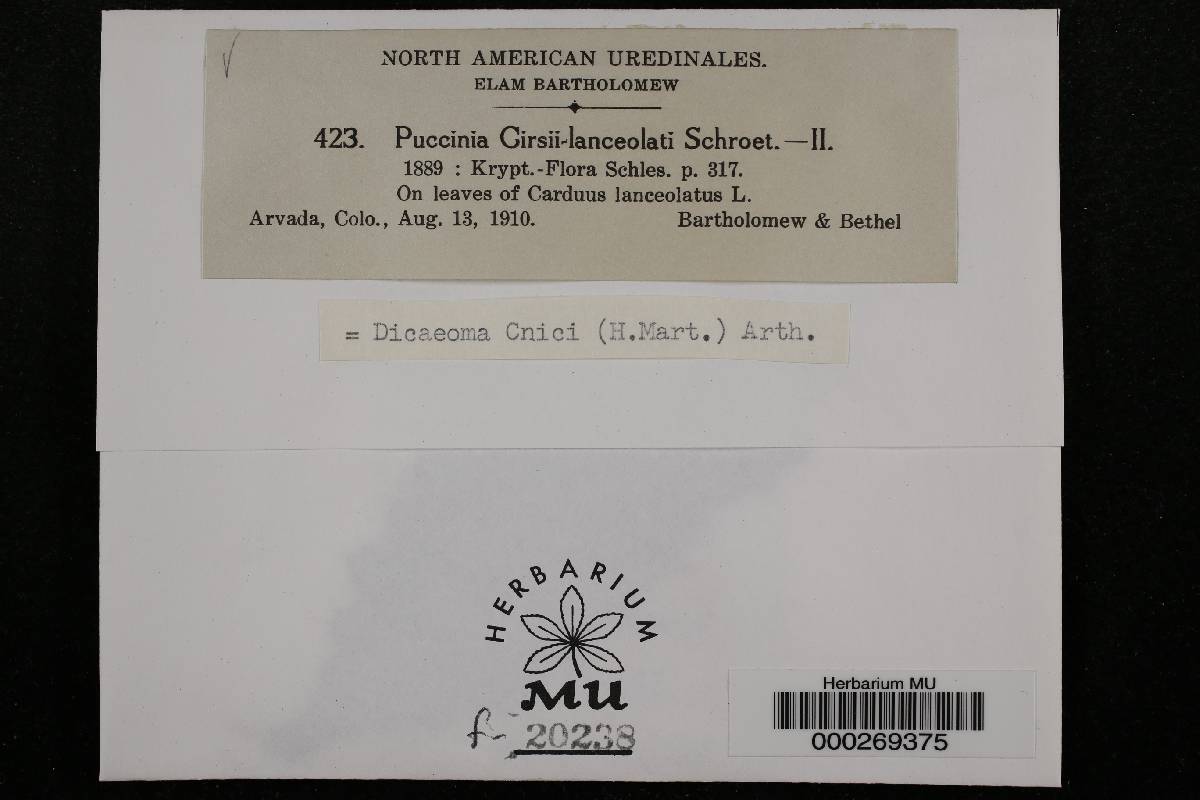 NORTH AMERICAN UREDINALES.
ELAM BARTHOLOMEW
423. Puccinia Cirsii-lanceolati Schroet.—II.
1889 : Krypt.-Flora Schles. p. 317.
On leaves of Carduus lanceolatus L.
Arvada, Colo., Aug. 13, 1910. Bartholomew & Bethel
= Dicaeoma Cnici (H.Mart.) Arth.
HERBARIUM
MU
f- 20238
Herbarium MU
000269375